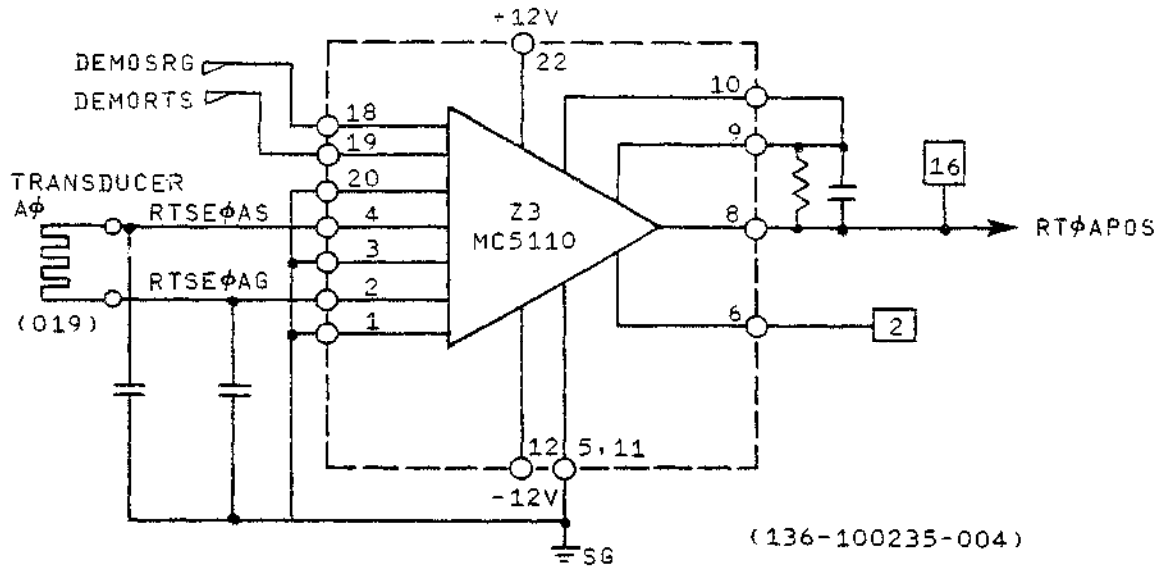 +12V
DEMOSRG
22
DEMORTS
10
18
9
19
TRANSDUCER
20
16
Aϕ
RTSEϕAS
4
Z3
8
RTϕAPOS
MC5110
3
RTSEϕAG
2
6
2
(019)
1
12
5,11
-12V
SG
(136-100235-004)